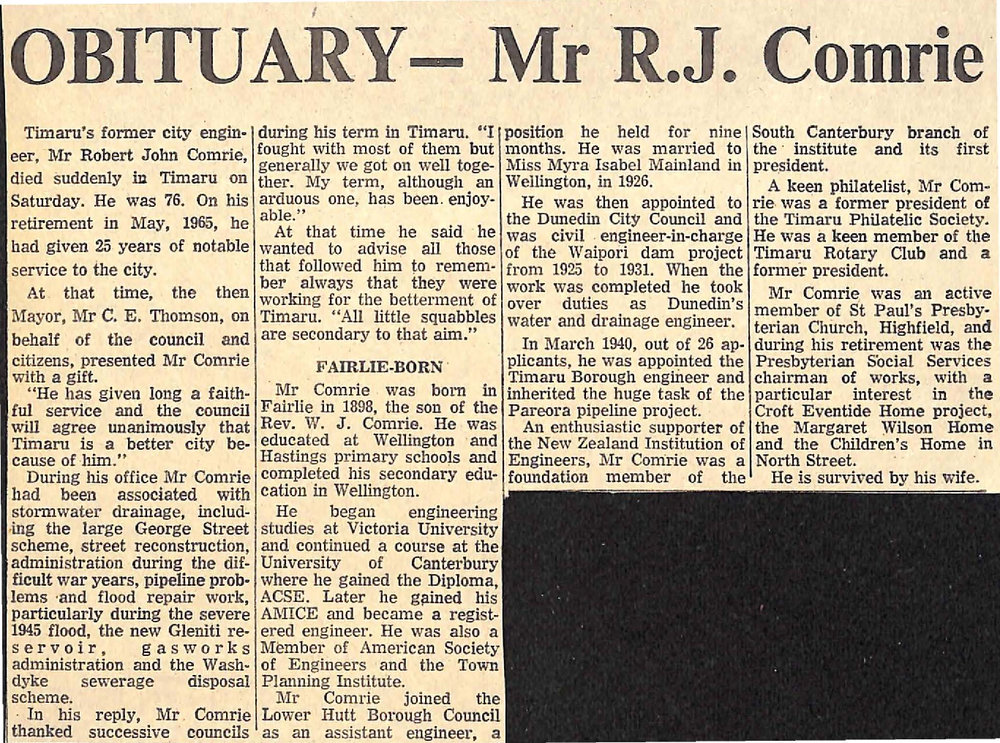 OBITUARY— Mr R.J. Comrie
Timaru's former city engin-
eer, Mr Robert John Comrie,
died suddenly in Timaru on
Saturday. He was 76. On his
retirement in May, 1965, he
had given 25 years of notable
service to the city.
At that time, the then
Mayor, Mr C. E. Thomson, on
behalf of the council and
citizens, presented Mr Comrie
with a gift.
"He has given long a faith-
ful service and the council
will agree unanimously that
Timaru is a better city be-
cause of him."
During his office Mr Comrie
had been associated with
stormwater drainage, includ-
ing the large George Street
scheme, street reconstruction,
administration during the dif-
ficult war years, pipeline prob-
lems and flood repair work,
particularly during the severe
1945 flood, the new Gleniti re-
servoir, gasworks
administration and the Wash-
dyke sewerage disposal
scheme.
In his reply, Mr Comrie
thanked successive councils
during his term in Timaru. "I
fought with most of them but
generally we got on well toge-
ther. My term, although an
arduous one, has been enjoy-
able."
At that time he said he
wanted to advise all those
that followed him to remem-
ber always that they were
working for the betterment of
Timaru. "All little squabbles
are secondary to that aim."
FAIRLIE-BORN
Mr Comrie was born in
Fairlie in 1898, the son of the
Rev. W. J. Comrie. He was
educated at Wellington and
Hastings primary schools and
completed his secondary edu-
cation in Wellington.
He began engineering
studies at Victoria University
and continued a course at the
University of Canterbury
where he gained the Diploma,
ACSE. Later he gained his
AMICE and became a regist-
ered engineer. He was also a
Member of American Society
of Engineers and the Town
Planning Institute.
Mr Comrie joined the
Lower Hutt Borough Council
as an assistant engineer, a
position he held for nine
months. He was married to
Miss Myra Isabel Mainland in
Wellington, in 1926.
He was then appointed to
the Dunedin City Council and
was civil engineer-in-charge
of the Waipori dam project
from 1925 to 1931. When the
work was completed he took
over duties as Dunedin's
water and drainage engineer.
In March 1940, out of 26 ap-
plicants, he was appointed the
Timaru Borough engineer and
inherited the huge task of the
Pareora pipeline project.
An enthusiastic supporter of
the New Zealand Institution of
Engineers, Mr Comrie was a
foundation member of the
South Canterbury branch of
the institute and its first
president.
A keen philatelist, Mr Com-
rie was a former president of
the Timaru Philatelic Society.
He was a keen member of the
Timaru Rotary Club and a
former president.
Mr Comrie was an active
member of St Paul's Presby-
terian Church, Highfield, and
during his retirement was the
Presbyterian Social Services
chairman of works, with a
particular interest in the
Croft Eventide Home project,
the Margaret Wilson Home
and the Children's Home in
North Street.
He is survived by his wife.